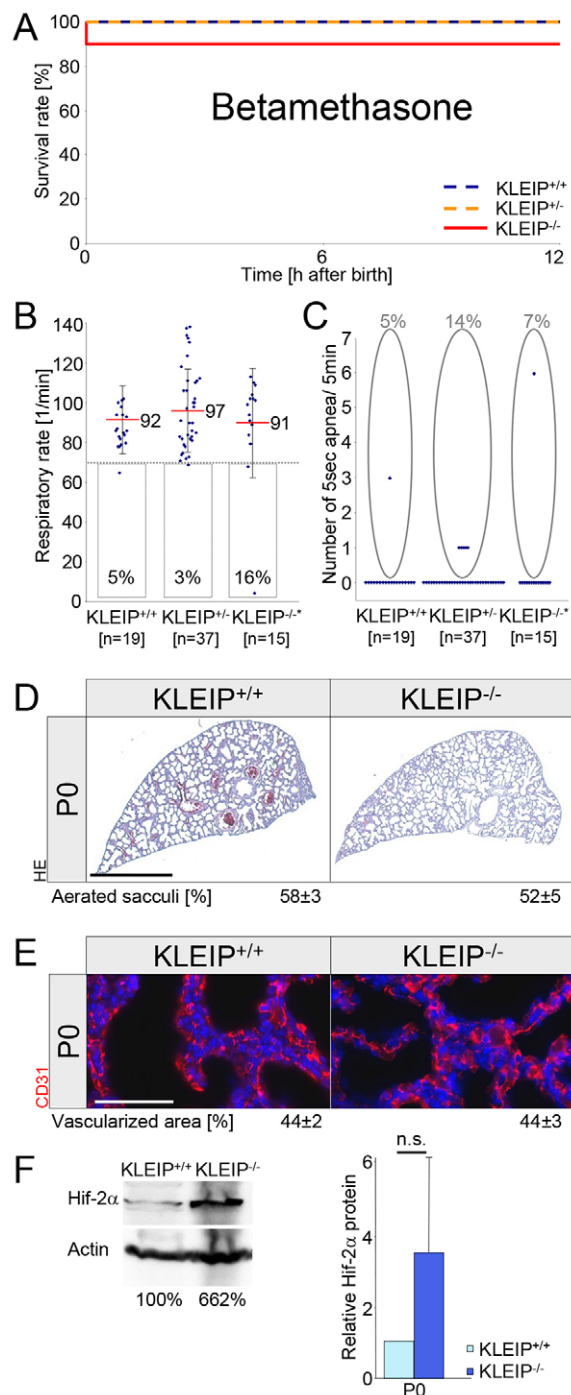 A
Survival rate [%]
100
80
60
40
20
0
Betamethasone
KLEIP+/+
KLEIP+/-
KLEIP-/-
0 6 12
Time [h after birth]
B
Respiratory rate [1/min]
140
120
100
80
60
40
20
0
92 97 91
5% 3% 16%
KLEIP+/+ KLEIP+/- KLEIP-/-*
[n=19] [n=37] [n=15]
C
Number of 5sec apnea/ 5min
5% 14% 7%
7
6
5
4
3
2
1
0
KLEIP+/+ KLEIP+/- KLEIP-/-*
[n=19] [n=37] [n=15]
D
KLEIP+/+ KLEIP-/-
P0
HE
Aerated sacculi [%] 58±3 52±5
E
KLEIP+/+ KLEIP-/-
P0
CD31
Vascularized area [%] 44±2 44±3
F
KLEIP+/+ KLEIP-/-
Hif-2α
Actin
100% 662%
n.s.
Relative Hif-2α protein
6
4
2
0
P0
KLEIP+/+
KLEIP-/-